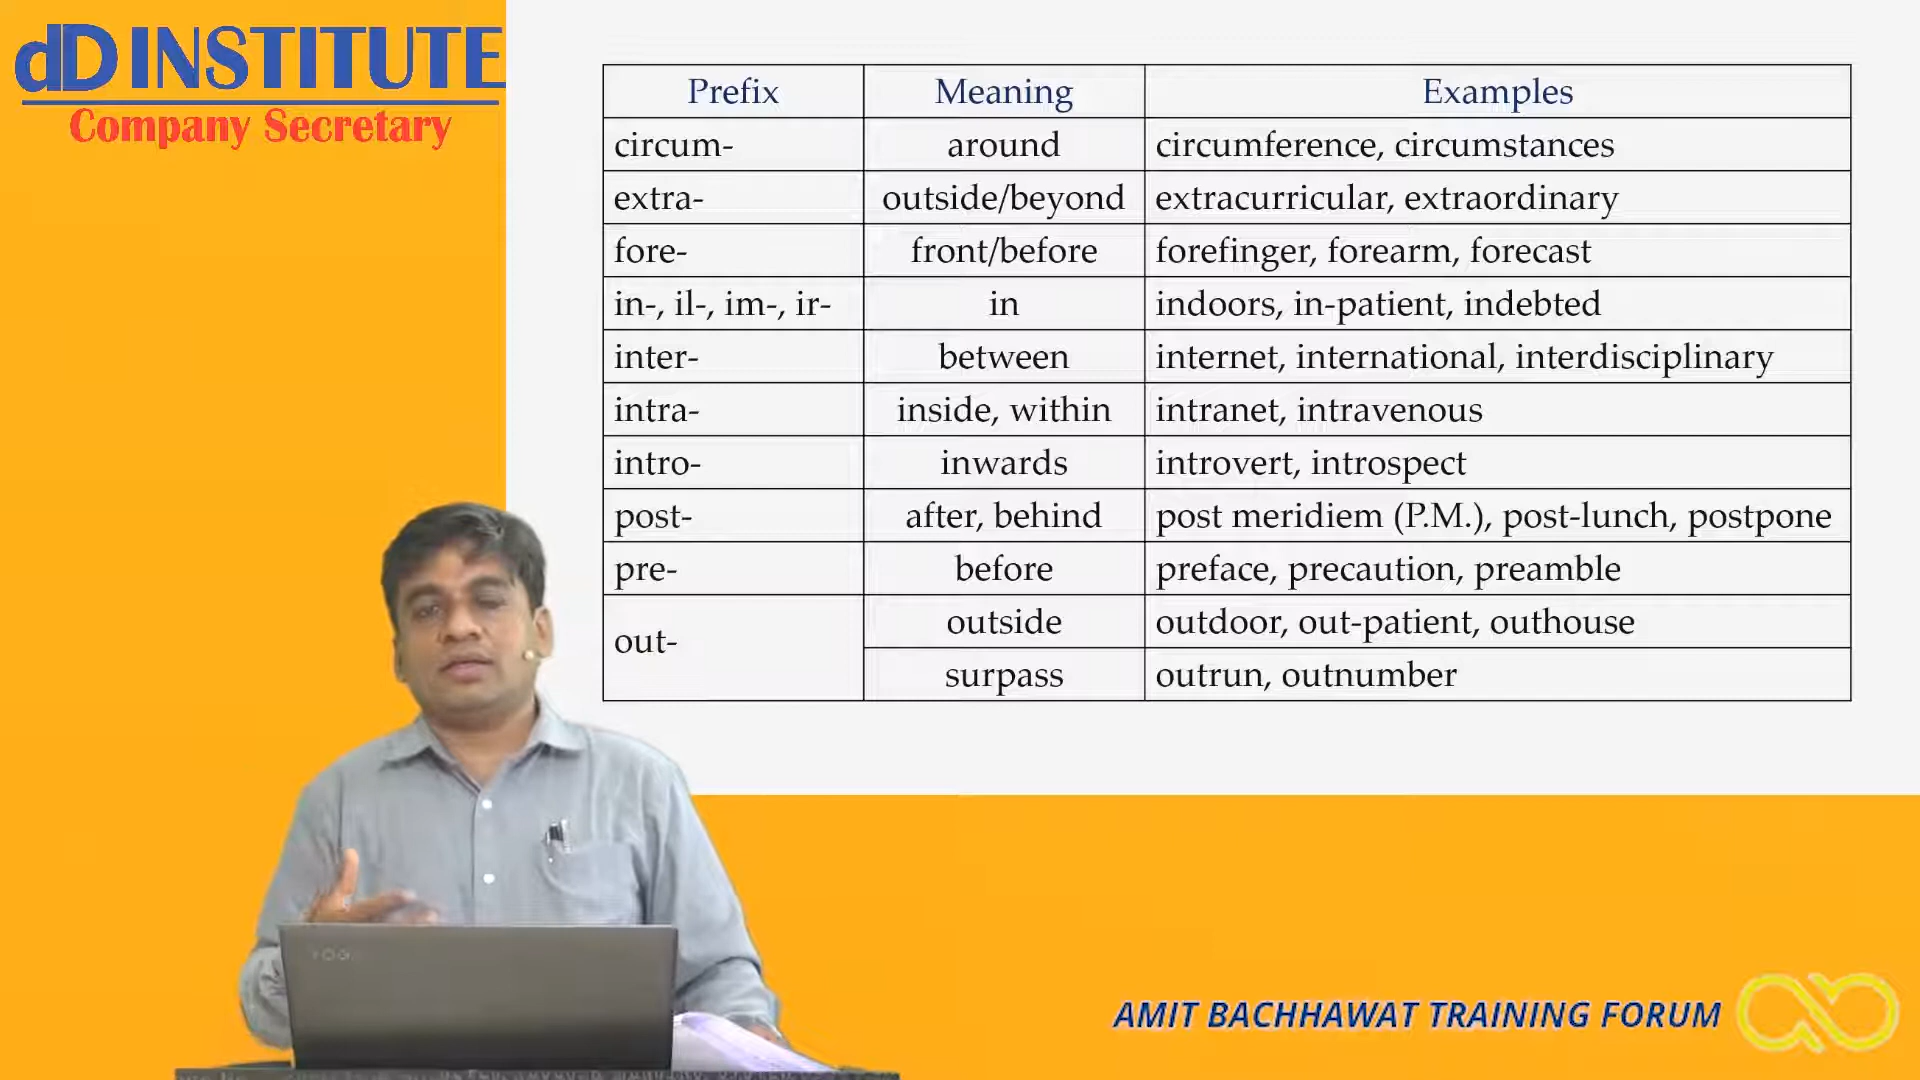 dD INSTITUTE
Company Secretary
Prefix Meaning Examples
circum- around circumference, circumstances
extra- outside/beyond extracurricular, extraordinary
fore- front/before forefinger, forearm, forecast
in-, il-, im-, ir- in indoors, in-patient, indebted
inter- between internet, international, interdisciplinary
intra- inside, within intranet, intravenous
intro- inwards introvert, introspect
post- after, behind post meridiem (P.M.), post-lunch, postpone
pre- before preface, precaution, preamble
out- outside outdoor, out-patient, outhouse
surpass outrun, outnumber
AMIT BACHHAWAT TRAINING FORUM